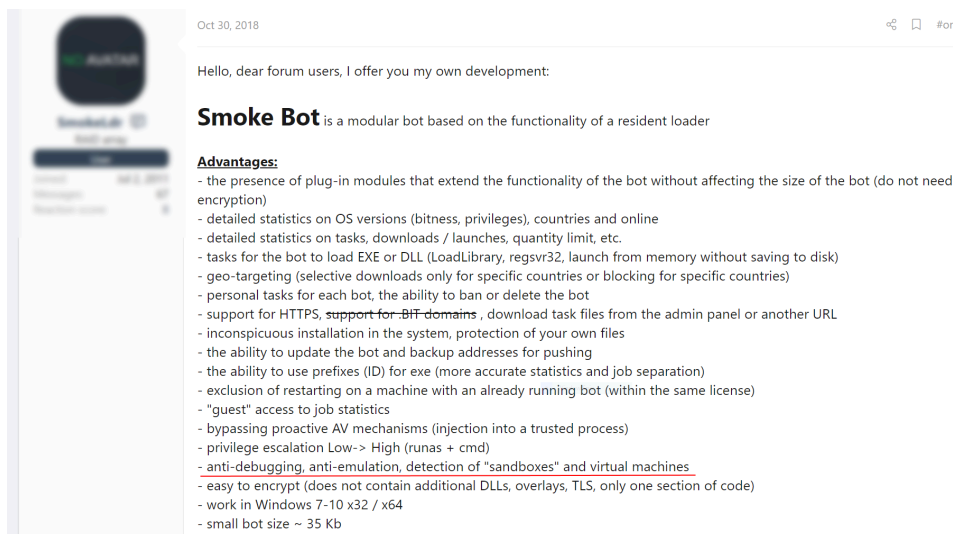 Oct 30, 2018
#or
Hello, dear forum users, I offer you my own development:
Smoke Bot is a modular bot based on the functionality of a resident loader
Advantages:
- the presence of plug-in modules that extend the functionality of the bot without affecting the size of the bot (do not need
encryption)
- detailed statistics on OS versions (bitness, privileges), countries and online
- detailed statistics on tasks, downloads / launches, quantity limit, etc.
- tasks for the bot to load EXE or DLL (LoadLibrary, regsvr32, launch from memory without saving to disk)
- geo-targeting (selective downloads only for specific countries or blocking for specific countries)
- personal tasks for each bot, the ability to ban or delete the bot
- support for HTTPS, support for .BIT domains , download task files from the admin panel or another URL
- inconspicuous installation in the system, protection of your own files
- the ability to update the bot and backup addresses for pushing
- the ability to use prefixes (ID) for exe (more accurate statistics and job separation)
- exclusion of restarting on a machine with an already running bot (within the same license)
- "guest" access to job statistics
- bypassing proactive AV mechanisms (injection into a trusted process)
- privilege escalation Low-> High (runas + cmd)
- anti-debugging, anti-emulation, detection of "sandboxes" and virtual machines
- easy to encrypt (does not contain additional DLLs, overlays, TLS, only one section of code)
- work in Windows 7-10 x32 / x64
- small bot size ~ 35 Kb